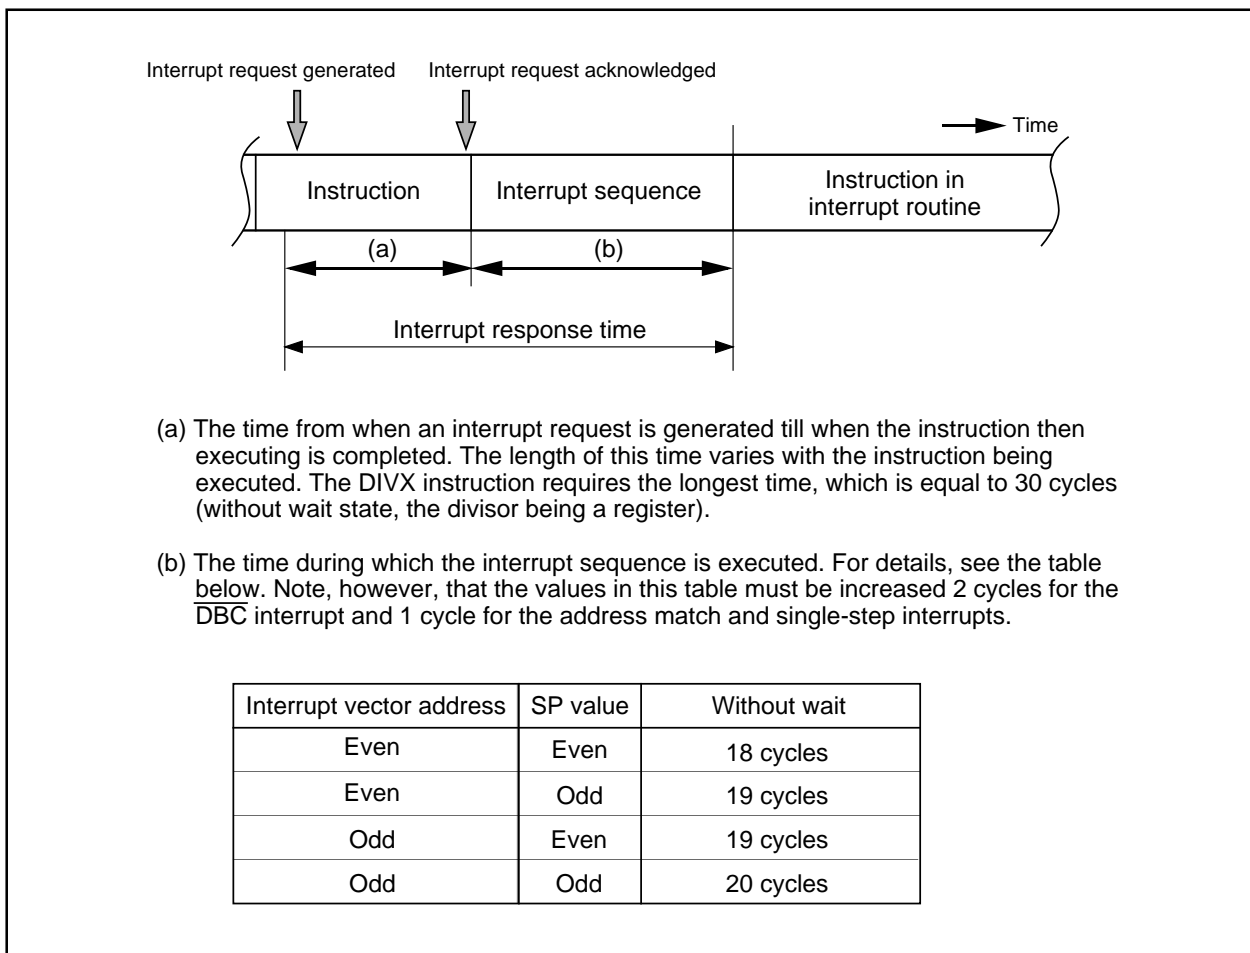 Interrupt request generated Interrupt request acknowledged
Time
Instruction Interrupt sequence Instruction in
interrupt routine
(a) (b)
Interrupt response time
(a) The time from when an interrupt request is generated till when the instruction then
executing is completed. The length of this time varies with the instruction being
executed. The DIVX instruction requires the longest time, which is equal to 30 cycles
(without wait state, the divisor being a register).
(b) The time during which the interrupt sequence is executed. For details, see the table
below. Note, however, that the values in this table must be increased 2 cycles for the
DBC interrupt and 1 cycle for the address match and single-step interrupts.
Interrupt vector address SP value Without wait
Even Even 18 cycles
Even Odd 19 cycles
Odd Even 19 cycles
Odd Odd 20 cycles